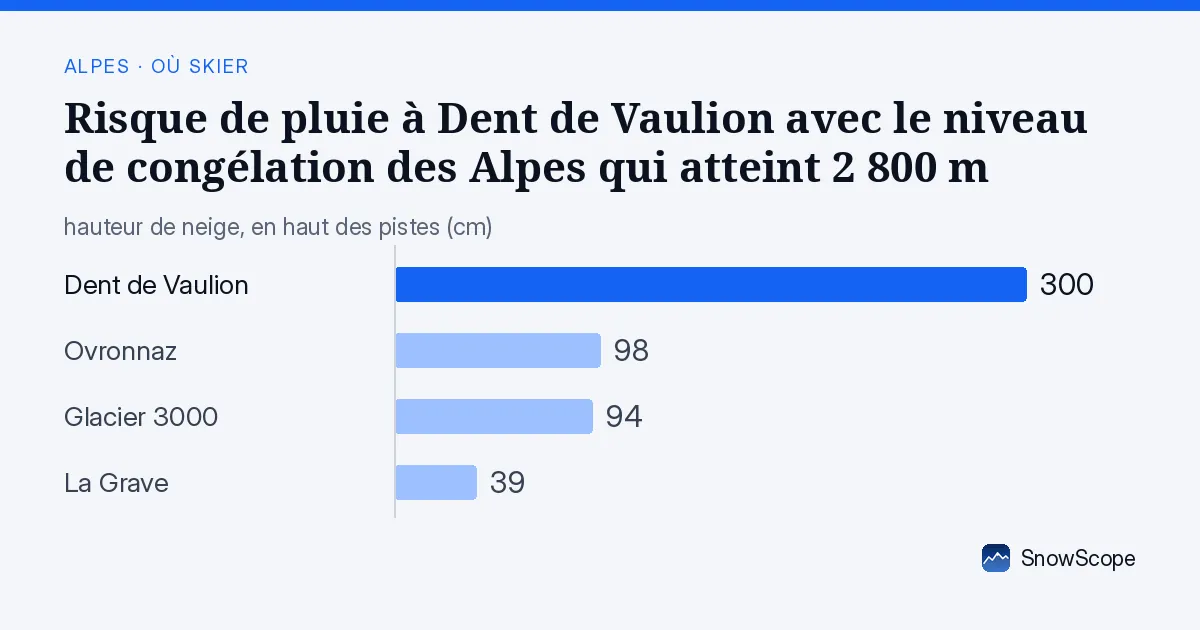 ALPES · OÙ SKIER
Risque de pluie à Dent de Vaulion avec le niveau
de congélation des Alpes qui atteint 2 800 m
hauteur de neige, en haut des pistes (cm)
Dent de Vaulion 300
Ovronnaz 98
Glacier 3000 94
La Grave 39
SnowScope